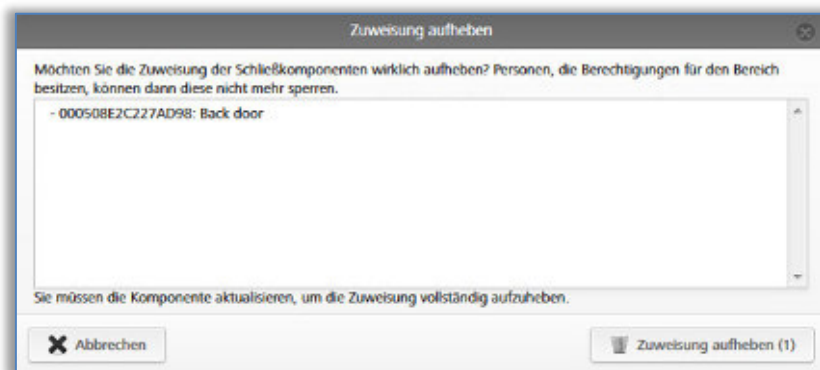 Zuweisung aufheben
Möchten Sie die Zuweisung der Schließkomponenten wirklich aufheben? Personen, die Berechtigungen für den Bereich
besitzen, können dann diese nicht mehr sperren.
- 000508E2C227AD98: Back door
Sie müssen die Komponente aktualisieren, um die Zuweisung vollständig aufzuheben.
Abbrechen
Zuweisung aufheben (1)